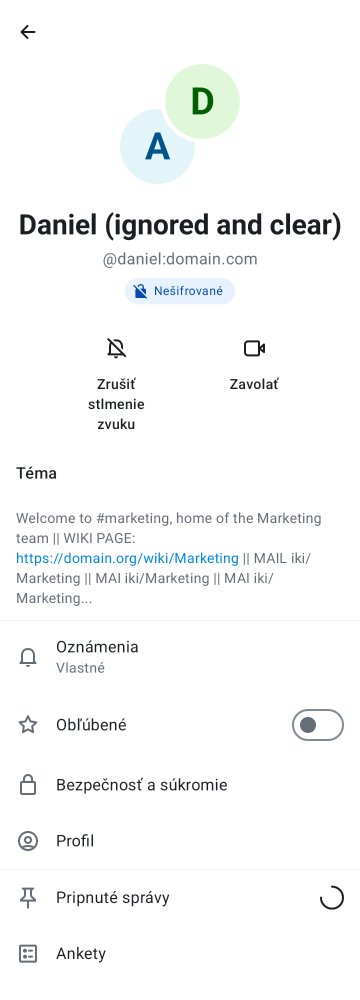 D
A
Daniel (ignored and clear)
@daniel:domain.com
Nešifrované
Zrušiť
stlmenie
zvuku
Zavolať
Téma
Welcome to #marketing, home of the Marketing
team || WIKI PAGE:
https://domain.org/wiki/Marketing || MAIL iki/
Marketing || MAI iki/Marketing || MAI iki/
Marketing...
Oznámenia
Vlastné
Obľúbené
Bezpečnosť a súkromie
Profil
Pripnuté správy
Ankety